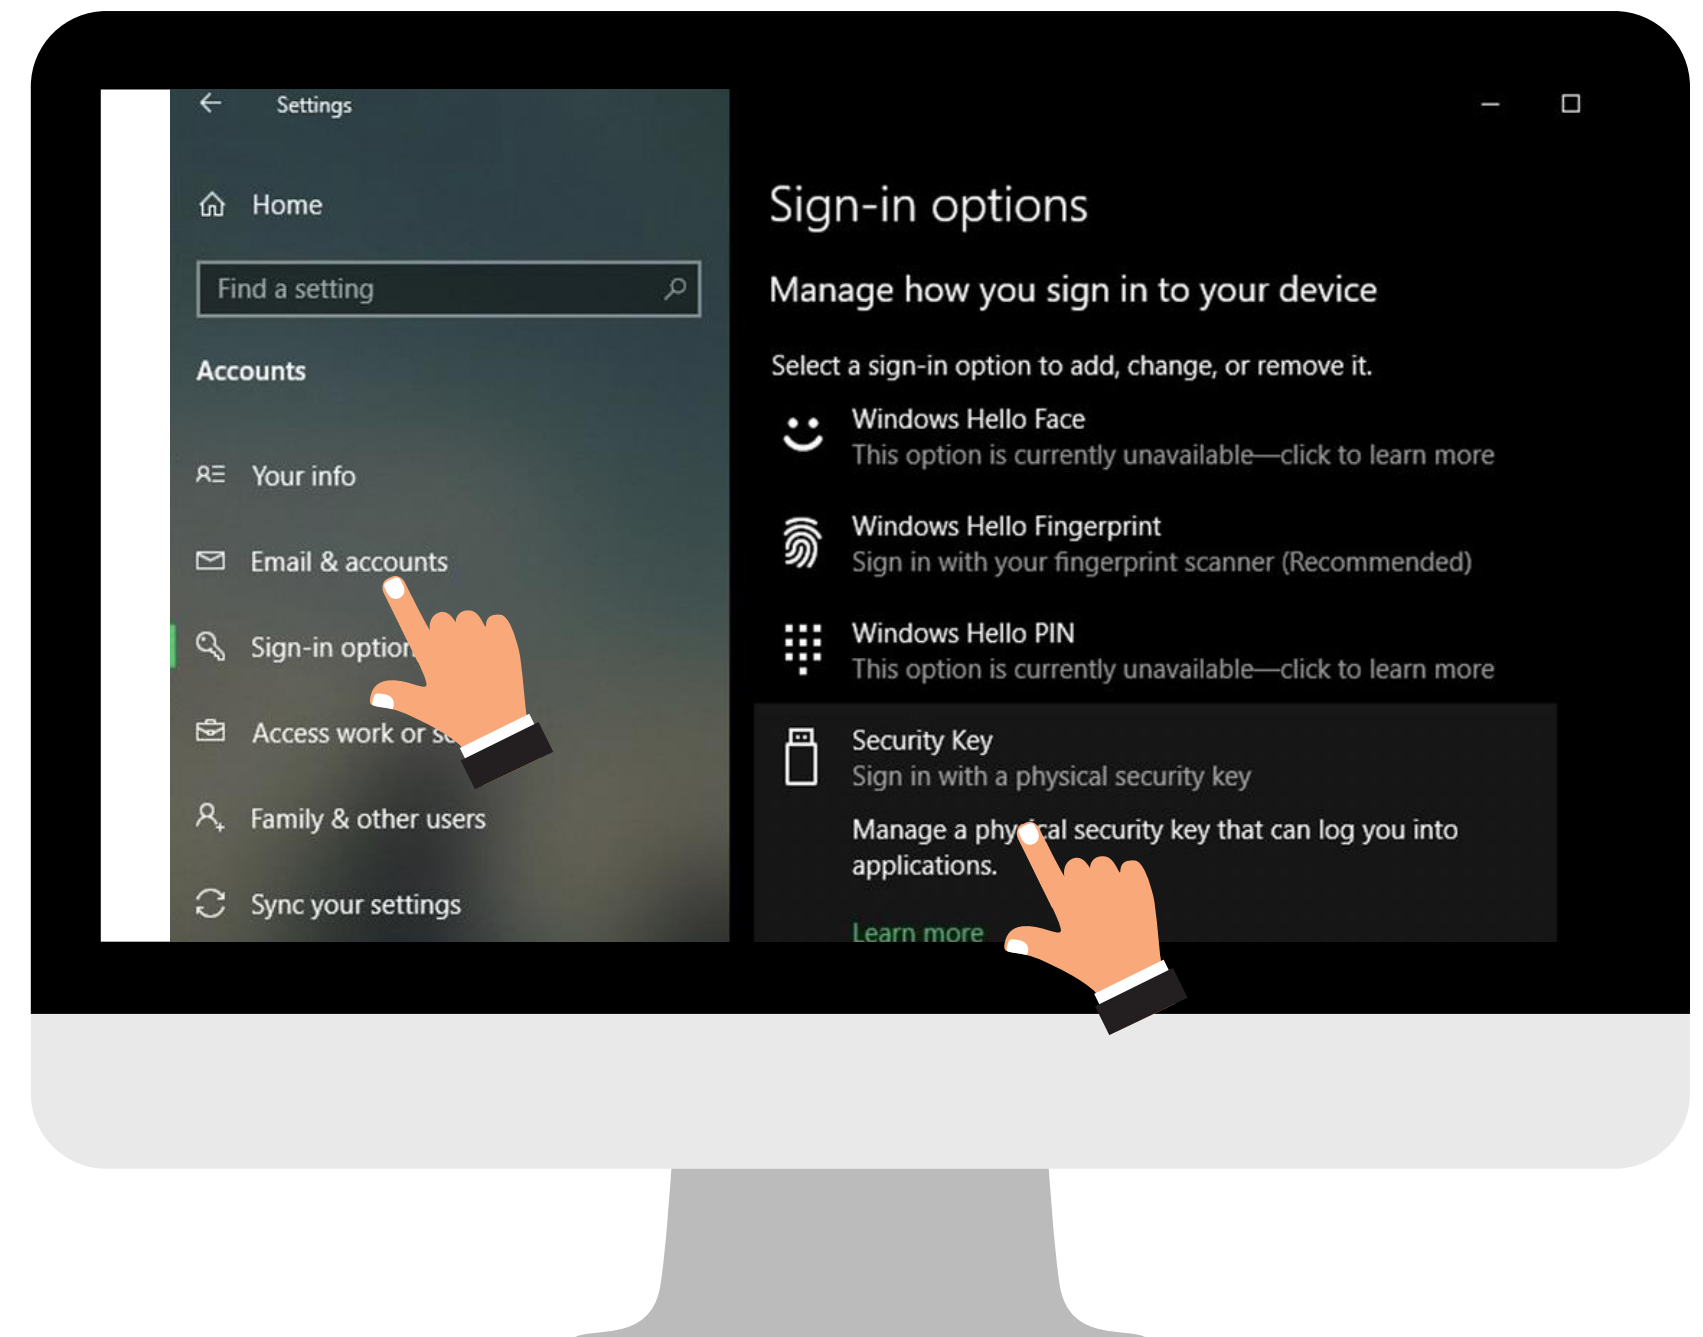 Settings
Home
Find a setting
Accounts
Your info
Email & accounts
Sign-in option
Access work or
Family & other users
Sync your settings
Sign-in options
Manage how you sign in to your device
Select a sign-in option to add, change, or remove it.
Windows Hello Face
This option is currently unavailable—click to learn more
Windows Hello Fingerprint
Sign in with your fingerprint scanner (Recommended)
Windows Hello PIN
This option is currently unavailable—click to learn more
Security Key
Sign in with a physical security key
Manage a physical security key that can log you into
applications.
Learn more